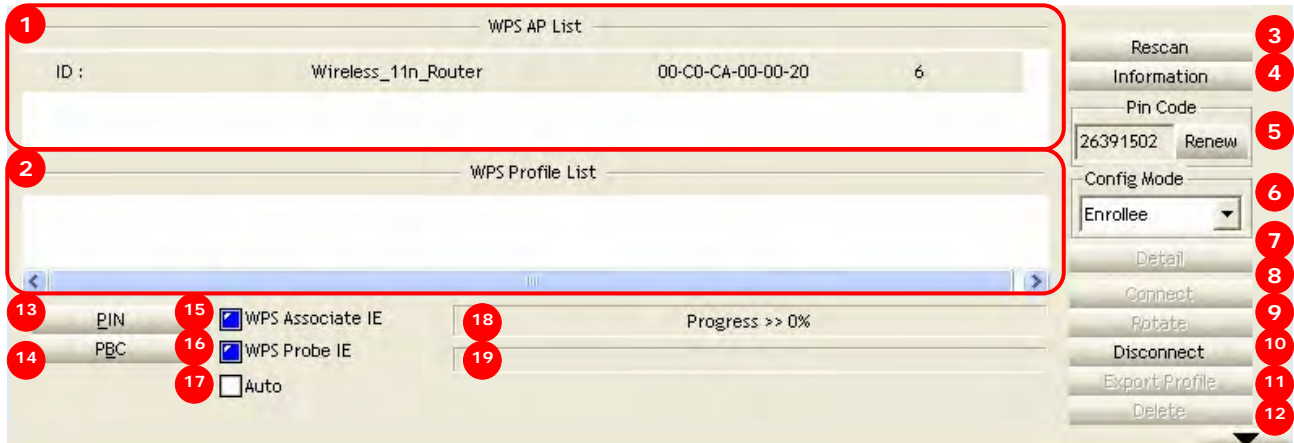 1
WPS AP List
ID : Wireless_11n_Router 00-C0-CA-00-00-20 6
2
WPS Profile List
3
Rescan
4
Information
Pin Code
5
26391502 Renew
Config Mode
6
Enrollee
7
Detail
8
Connect
9
Rotate
10
Disconnect
11
Export Profile
12
Delete
13
PIN
14
PBC
15
WPS Associate IE
16
WPS Probe IE
17
Auto
18
Progress >> 0%
19